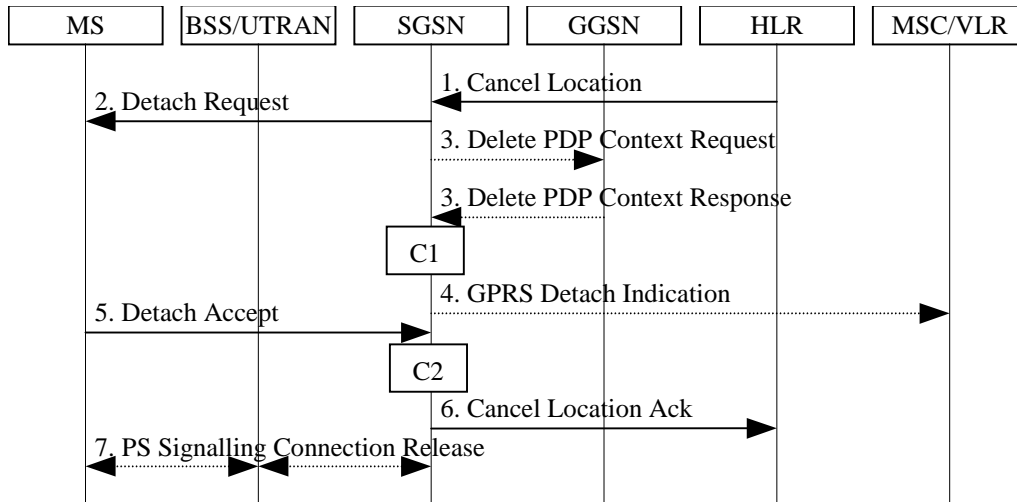 MS BSS/UTRAN SGSN GGSN HLR MSC/VLR
1. Cancel Location
2. Detach Request
3. Delete PDP Context Request
3. Delete PDP Context Response
C1
4. GPRS Detach Indication
5. Detach Accept
C2
6. Cancel Location Ack
7. PS Signalling Connection Release